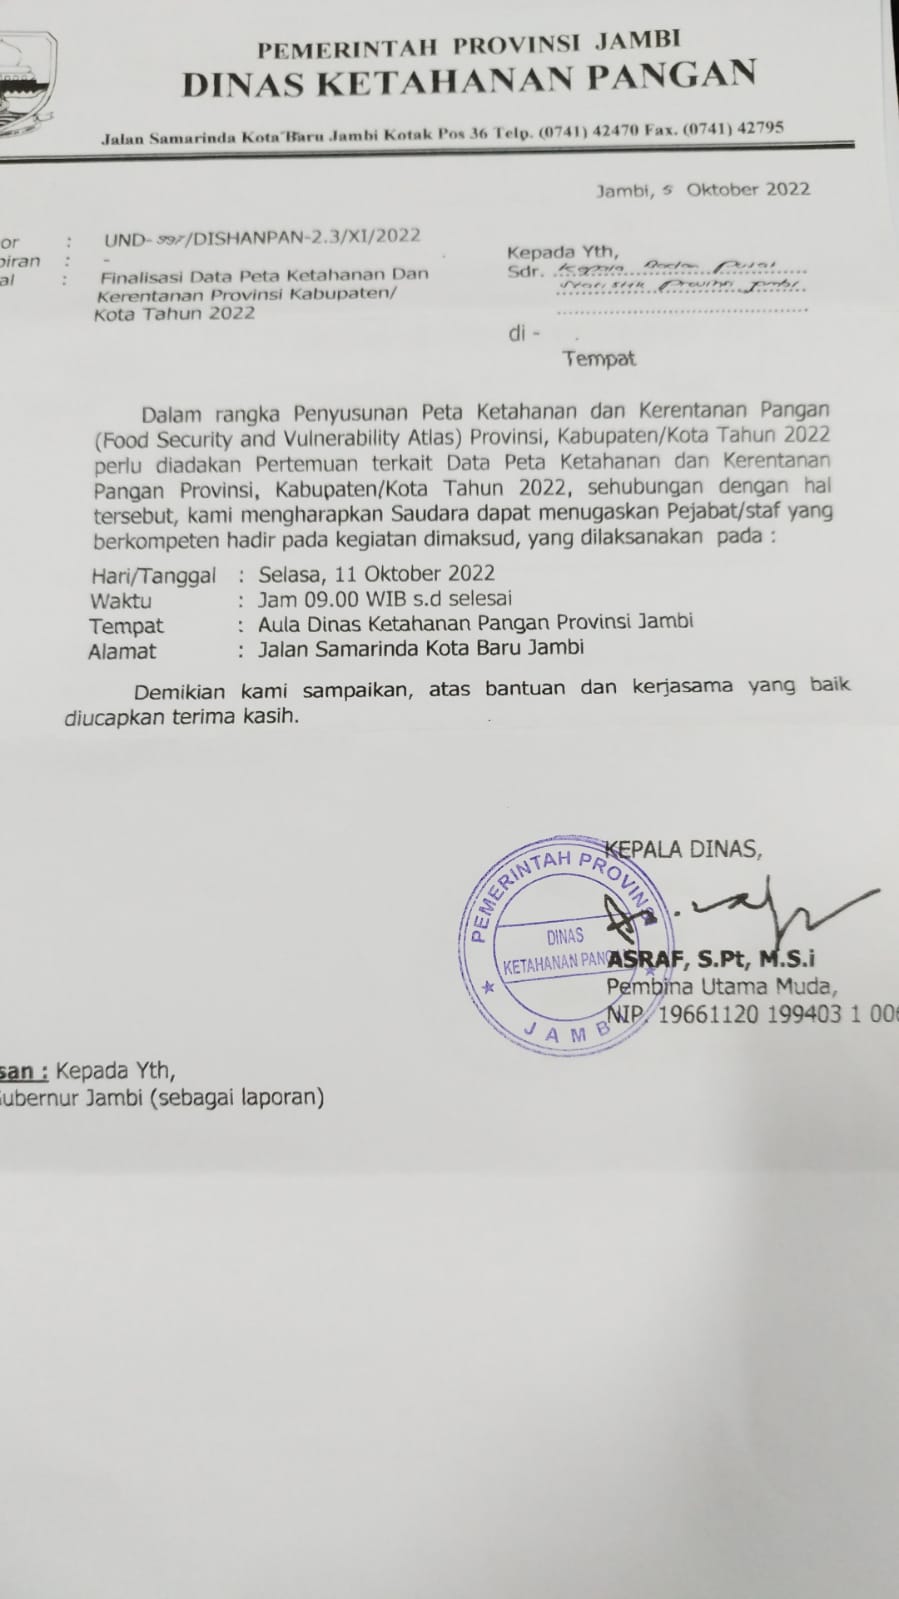 PEMERINTAH PROVINSI JAMBI
DINAS KETAHANAN PANGAN
Jalan Samarinda Kota Baru Jambi Kotak Pos 36 Telp. (0741) 42470 Fax. (0741) 42795
Jambi, 5 Oktober 2022
or : UND- /DISHANPAN-2.3/XI/2022
piran : -
al : Finalisasi Data Peta Ketahanan Dan
Kerentanan Provinsi Kabupaten/
Kota Tahun 2022
Kepada Yth,
Sdr. Kepala Badan Pusat
Statistik Provinsi Jambi
di -
Tempat
Dalam rangka Penyusunan Peta Ketahanan dan Kerentanan Pangan
(Food Security and Vulnerability Atlas) Provinsi, Kabupaten/Kota Tahun 2022
perlu diadakan Pertemuan terkait Data Peta Ketahanan dan Kerentanan
Pangan Provinsi, Kabupaten/Kota Tahun 2022, sehubungan dengan hal
tersebut, kami mengharapkan Saudara dapat menugaskan Pejabat/staf yang
berkompeten hadir pada kegiatan dimaksud, yang dilaksanakan pada :
Hari/Tanggal : Selasa, 11 Oktober 2022
Waktu : Jam 09.00 WIB s.d selesai
Tempat : Aula Dinas Ketahanan Pangan Provinsi Jambi
Alamat : Jalan Samarinda Kota Baru Jambi
Demikian kami sampaikan, atas bantuan dan kerjasama yang baik
diucapkan terima kasih.
KEPALA DINAS,
PEMERINTAH PROVINSI
DINAS
KETAHANAN PANGAN
JAMBI
ASRAF, S.Pt, M.S.i
Pembina Utama Muda,
NIP. 19661120 199403 1 006
san : Kepada Yth,
Gubernur Jambi (sebagai laporan)